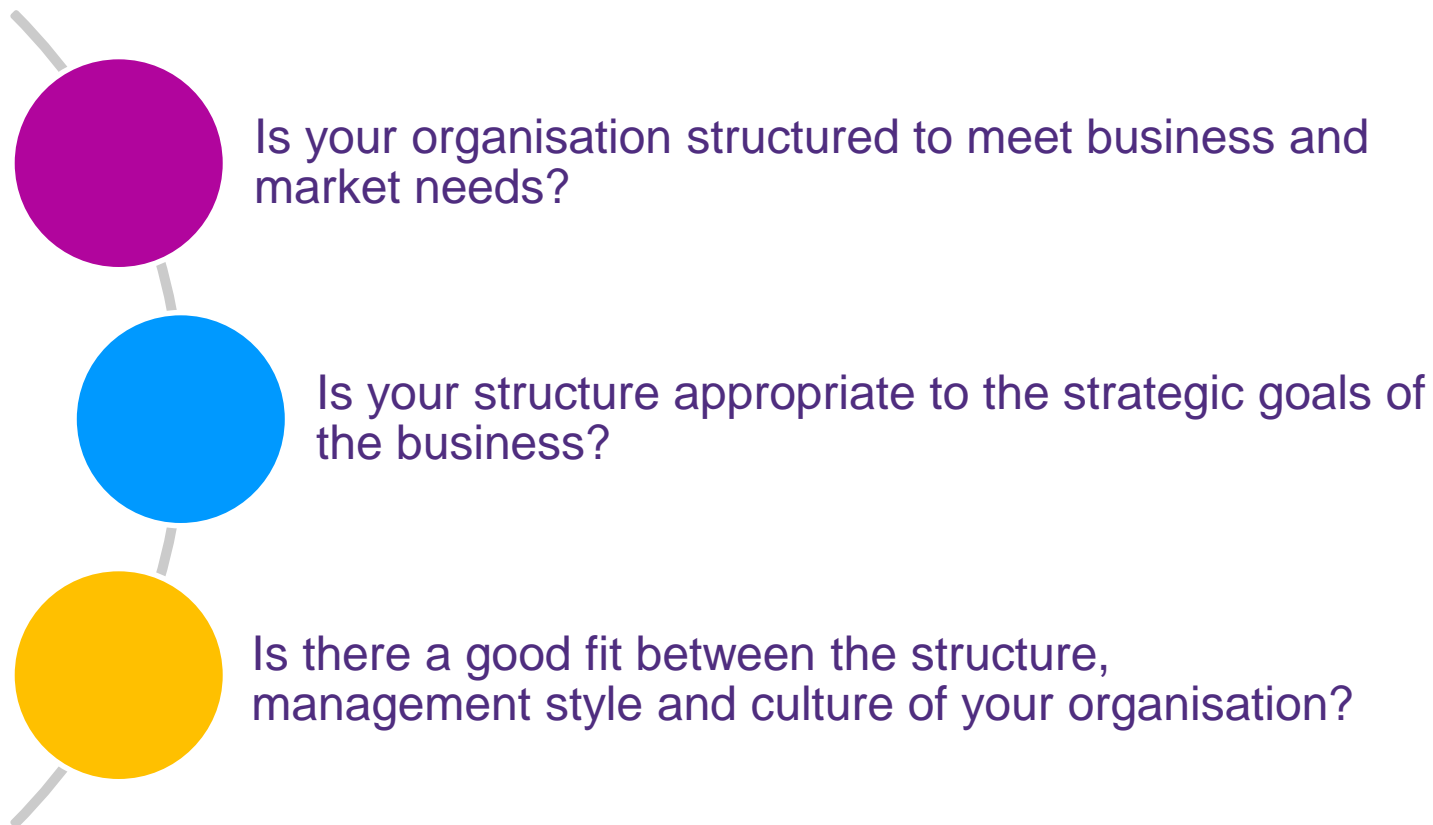 Is your organisation structured to meet business and
market needs?
Is your structure appropriate to the strategic goals of
the business?
Is there a good fit between the structure,
management style and culture of your organisation?